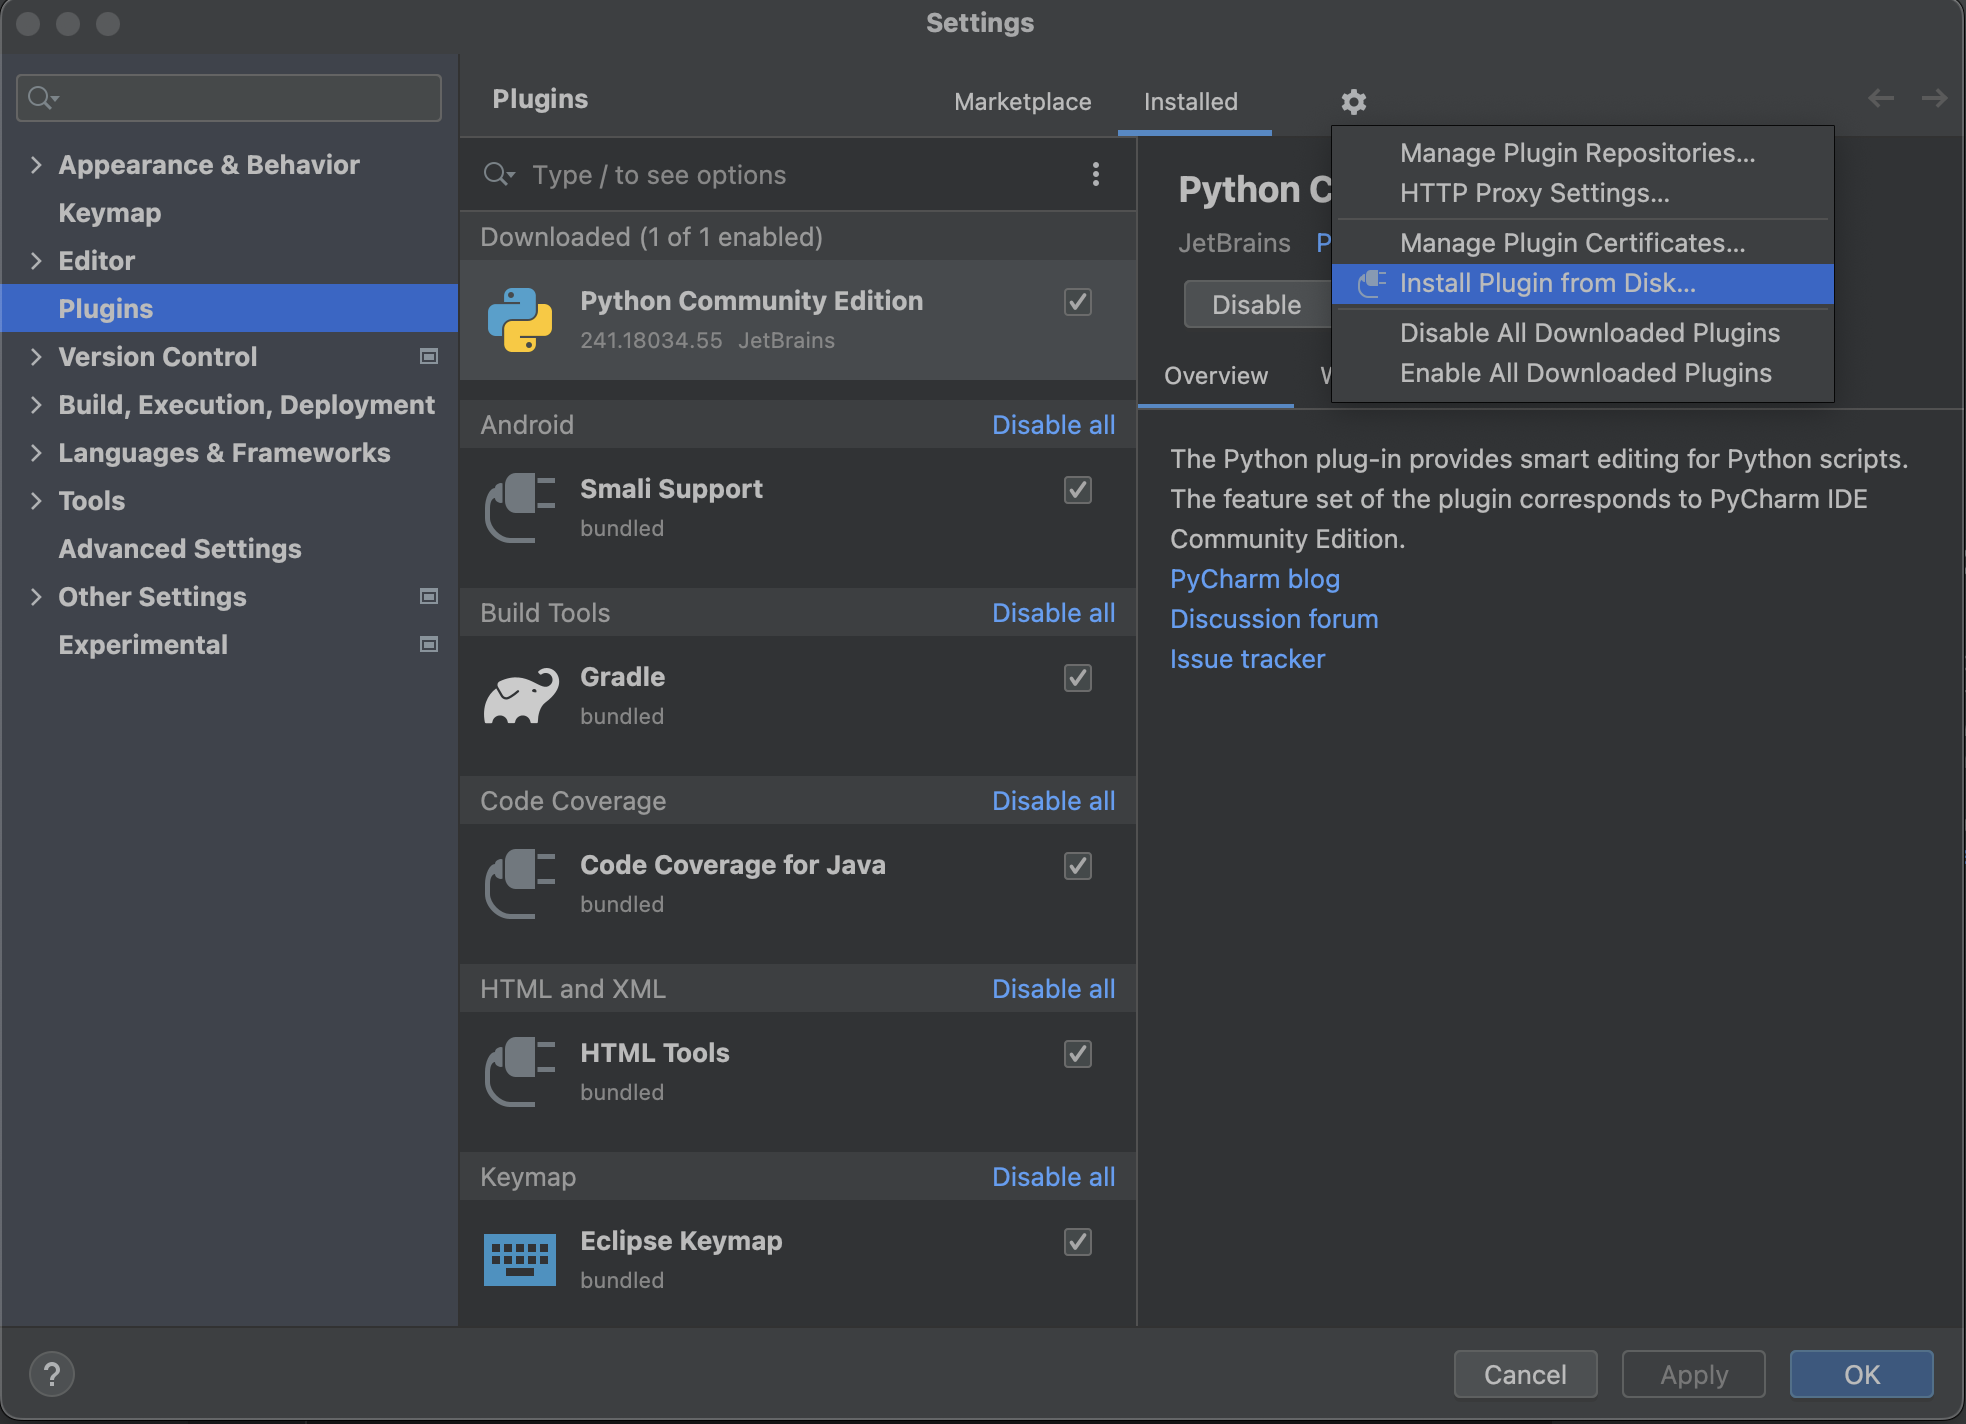 Settings
Appearance & Behavior
Keymap
Editor
Plugins
Version Control
Build, Execution, Deployment
Languages & Frameworks
Tools
Advanced Settings
Other Settings
Experimental
Plugins
Marketplace
Installed
Type / to see options
Downloaded (1 of 1 enabled)
Python Community Edition
241.18034.55 JetBrains
Android
Disable all
Smali Support
bundled
Build Tools
Disable all
Gradle
bundled
Code Coverage
Disable all
Code Coverage for Java
bundled
HTML and XML
Disable all
HTML Tools
bundled
Keymap
Disable all
Eclipse Keymap
bundled
Manage Plugin Repositories...
HTTP Proxy Settings...
Manage Plugin Certificates...
Install Plugin from Disk...
Disable All Downloaded Plugins
Enable All Downloaded Plugins
Python C
JetBrains P
Disable
Overview
The Python plug-in provides smart editing for Python scripts.
The feature set of the plugin corresponds to PyCharm IDE
Community Edition.
PyCharm blog
Discussion forum
Issue tracker
?
Cancel
Apply
OK